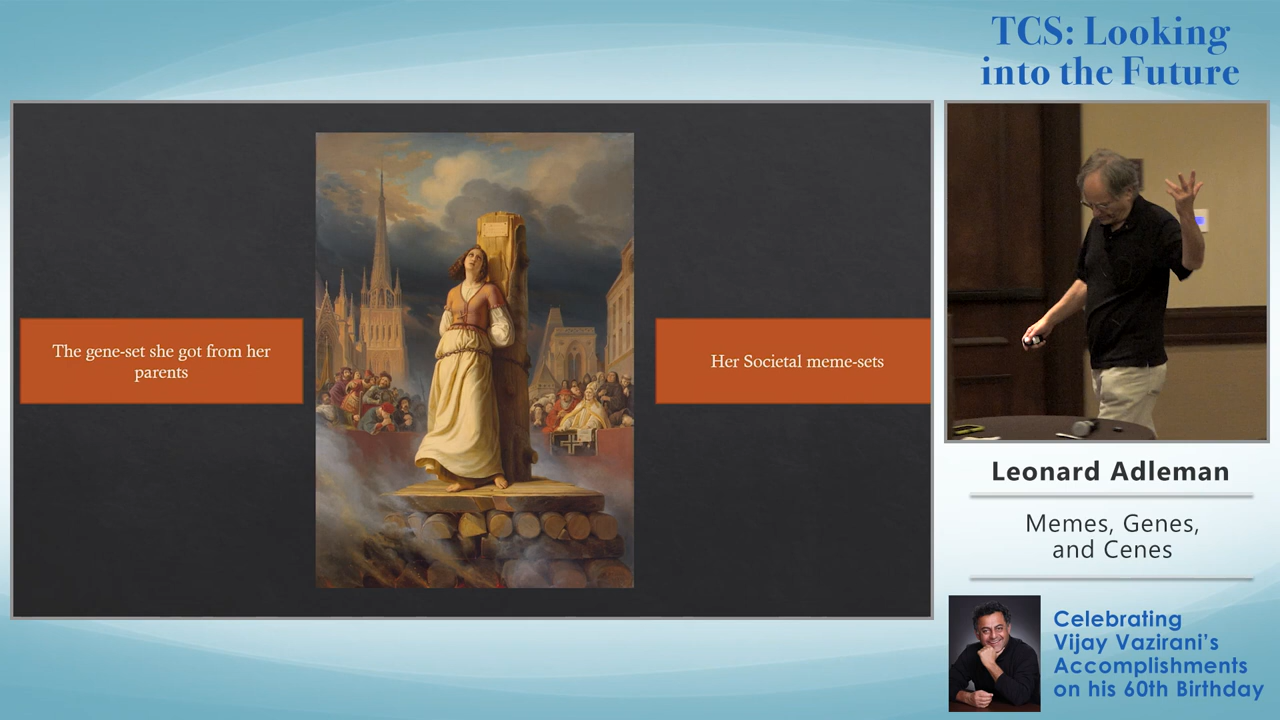 TCS: Looking
into the Future
The gene-set she got from her
parents
Her Societal meme-sets
Leonard Adleman
Memes, Genes,
and Cenes
Celebrating
Vijay Vazirani's
Accomplishments
on his 60th Birthday